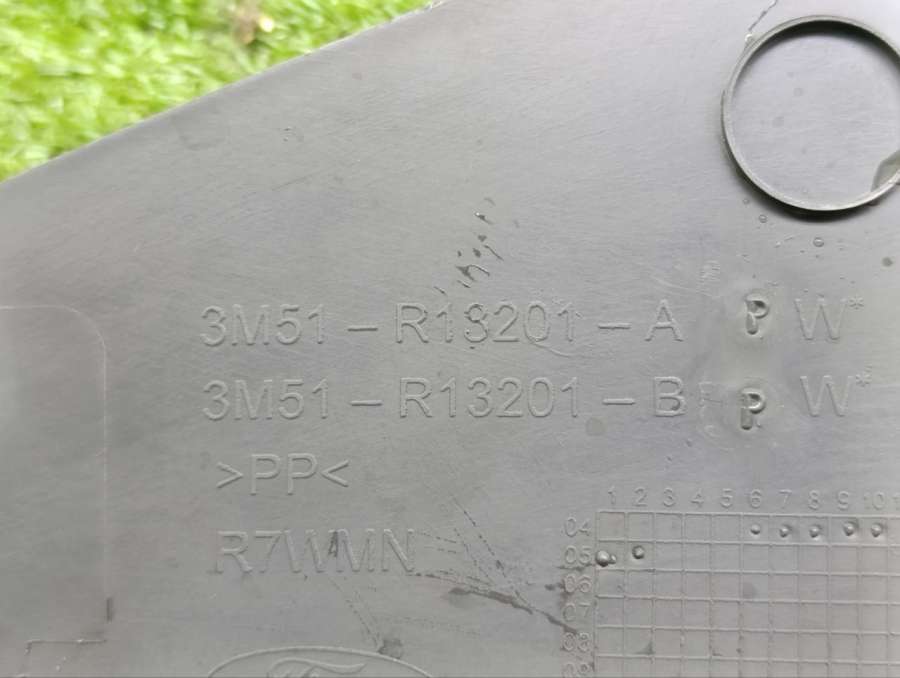 3M51 – R13201 – A P W*
3M51 – R13201 – B P W*
>PP<
R7WMN
1 2 3 4 5 6 7 8 9 10
04
05
06
07
08